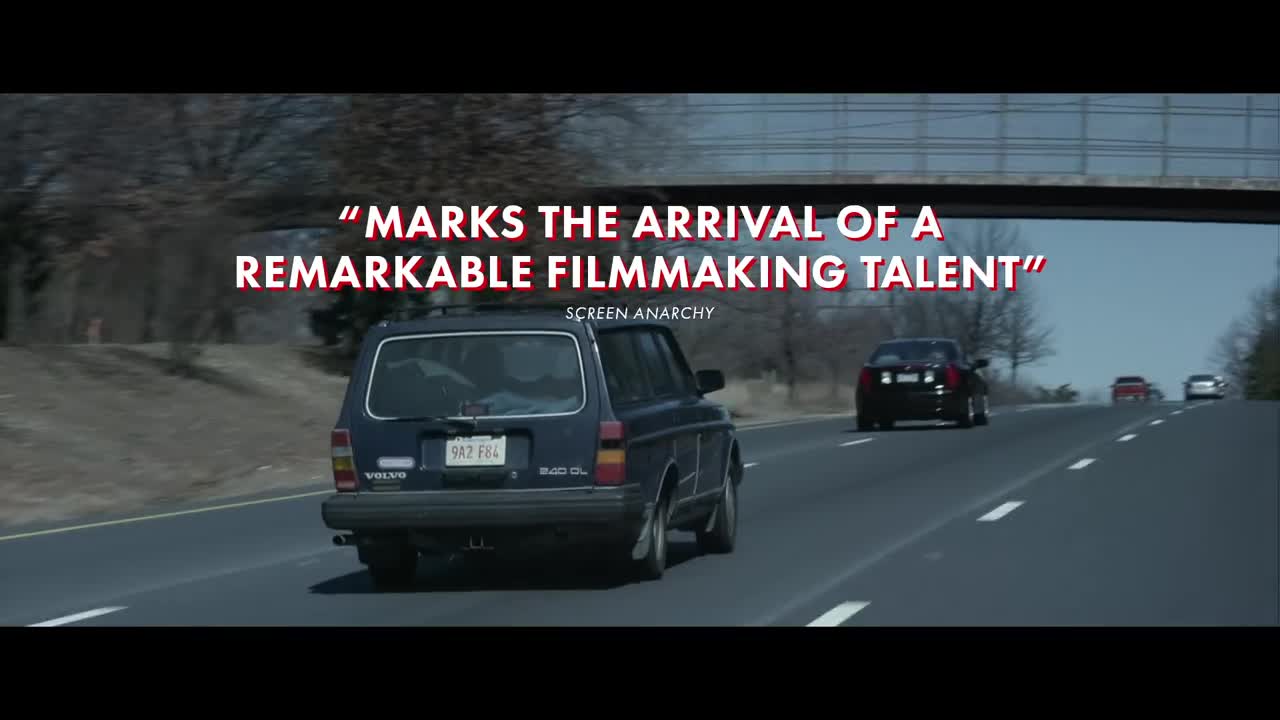 “MARKS THE ARRIVAL OF A
REMARKABLE FILMMAKING TALENT”
SCREEN ANARCHY
9A2 F84
VOLVO
240 DL